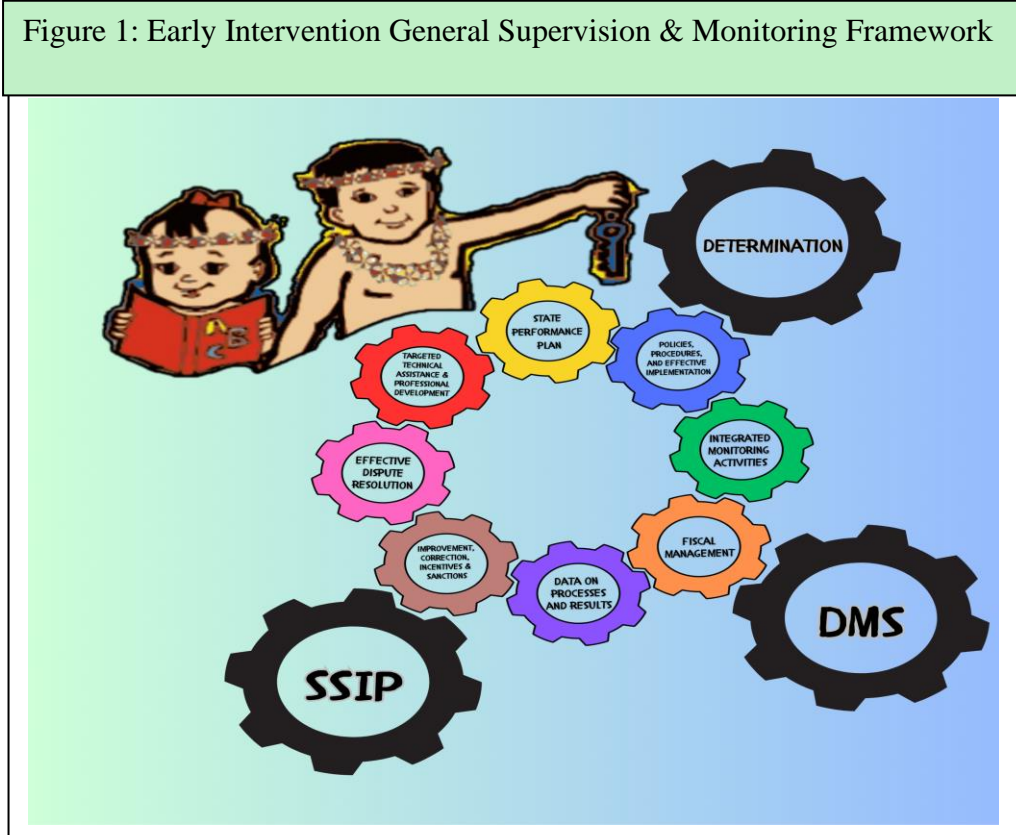 Figure 1: Early Intervention General Supervision & Monitoring Framework
DETERMINATION
STATE
PERFORMANCE
PLAN
POLICIES,
PROCEDURES,
AND EFFECTIVE
IMPLEMENTATION
TARGETED
TECHNICAL
ASSISTANCE &
PROFESSIONAL
DEVELOPMENT
INTEGRATED
MONITORING
ACTIVITIES
EFFECTIVE
DISPUTE
RESOLUTION
FISCAL
MANAGEMENT
IMPROVEMENT,
CORRECTION,
INCENTIVES &
SANCTIONS
DATA ON
PROCESSES
AND RESULTS
DMS
SSIP
A
B
C